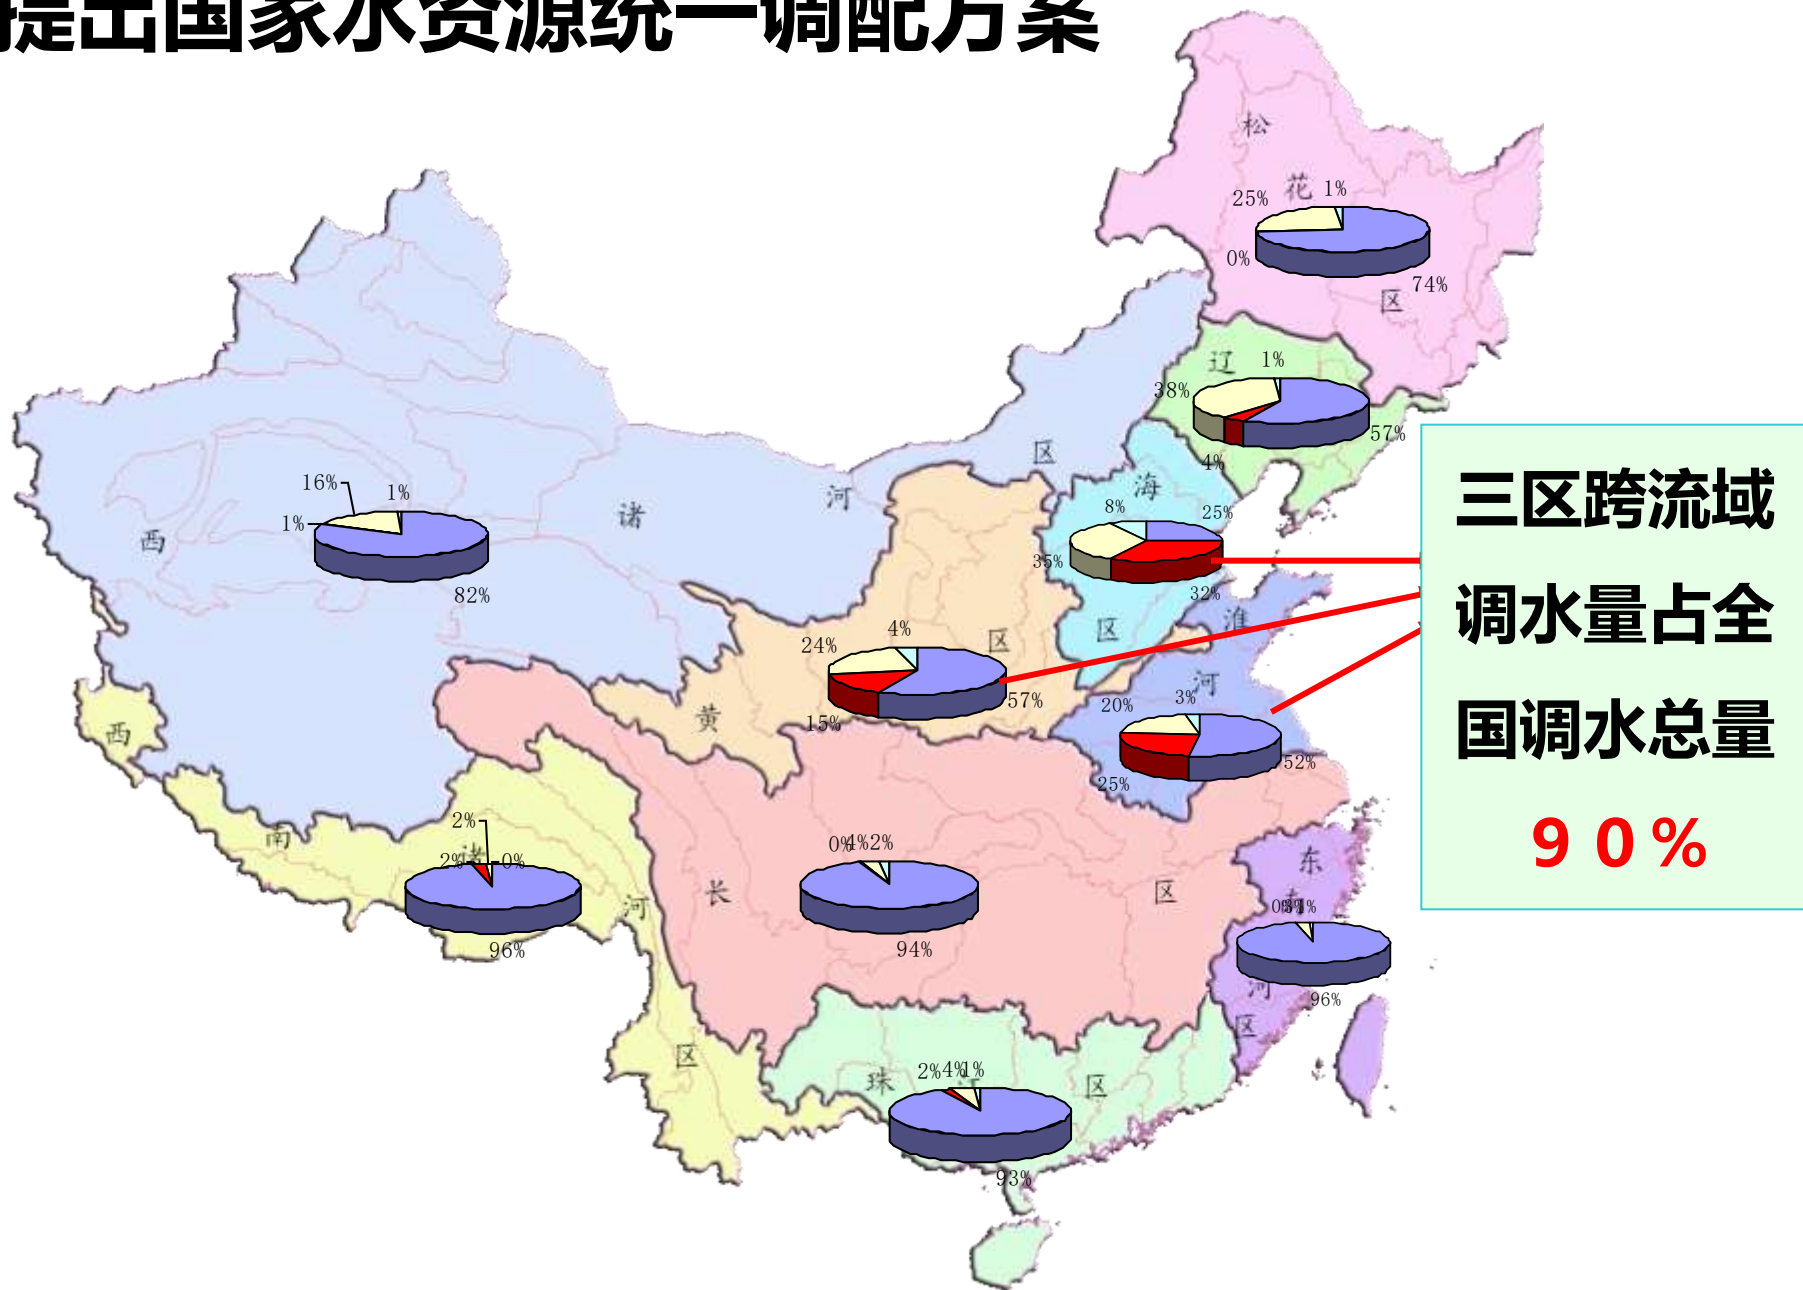 提出国家水资源统一调配方案
松
花
25% 1%
0%
74%
区
辽 1%
38%
57%
4%
区
海
8% 25%
35%
32%
区
三区跨流域
调水量占全
国调水总量
90%
西
诸
河
16% 1%
1%
82%
淮
河
20% 3%
52%
25%
24% 4%
区
57%
15%
黄
西
南
诸
河
区
2%
2% 0%
96%
长
区
0% 4% 2%
94%
东
南
河
区
1%
96%
珠
区
2% 4% 1%
93%